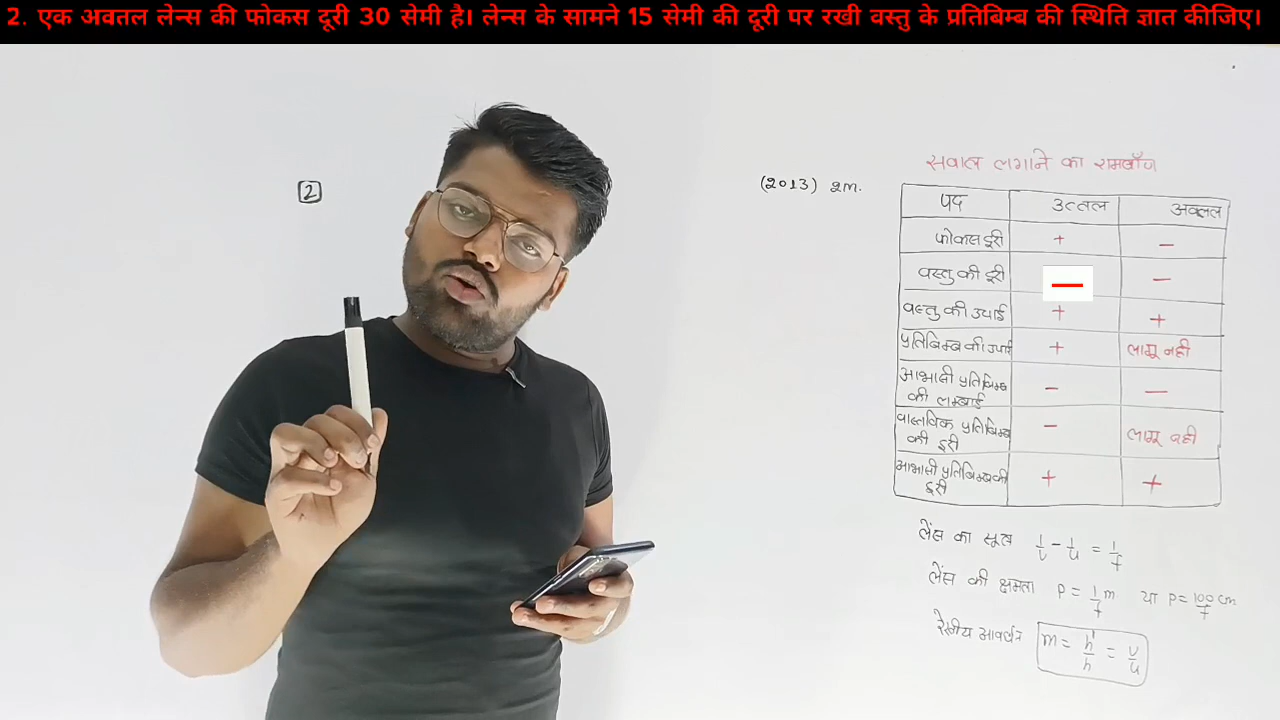 2. एक अवतल लेन्स की फोकस दूरी 30 सेमी है। लेन्स के सामने 15 सेमी की दूरी पर रखी वस्तु के प्रतिबिम्ब की स्थिति ज्ञात कीजिए।
2
(2013) 2m.
सवाल लगाने का रामबाँण
पद उत्तल अवतल
फोकस दूरी + −
वस्तु की दूरी − −
वस्तु की उचाई + +
प्रतिबिम्ब की उचाई + लागू नही
आभासी प्रतिबिम्ब − −
की लम्बाई
वास्तविक प्रतिबिम्ब − लागू नही
की दूरी
आभासी प्रतिबिम्ब की + +
दूरी
लेंस का सूत्र 1/v − 1/u = 1/f
लेंस की क्षमता P = 1/f m या P = 100/f cm
रेखीय आवर्धन m = h'/h = v/u